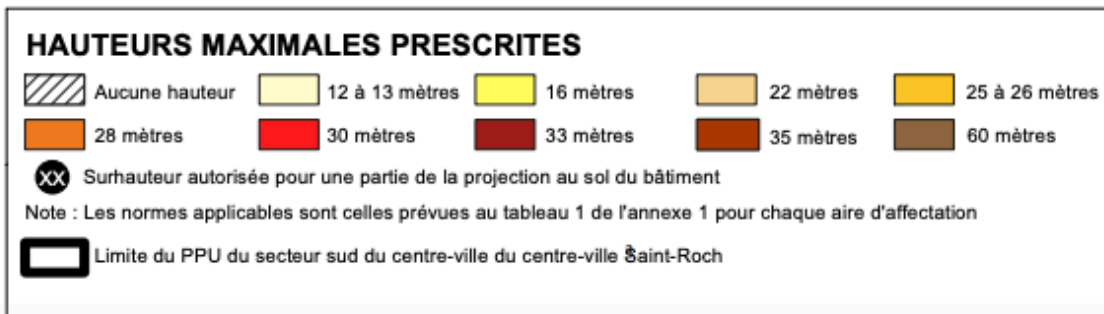 HAUTEURS MAXIMALES PRESCRITES
Aucune hauteur 12 à 13 mètres 16 mètres 22 mètres 25 à 26 mètres
28 mètres 30 mètres 33 mètres 35 mètres 60 mètres
XX Surhauteur autorisée pour une partie de la projection au sol du bâtiment
Note : Les normes applicables sont celles prévues au tableau 1 de l'annexe 1 pour chaque aire d'affectation
Limite du PPU du secteur sud du centre-ville du centre-ville Saint-Roch